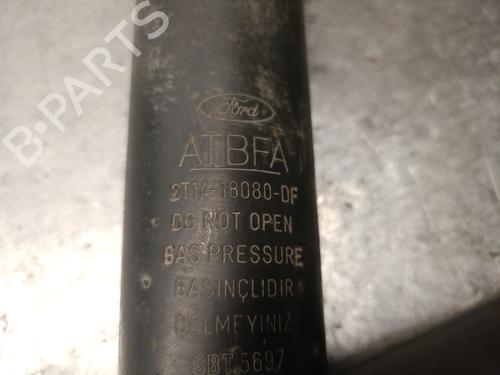 B-PARTS
Ford
ATBFA
2T14-18080-DF
DO NOT OPEN
GAS PRESSURE
BASINÇLIDIR
DELMEYINIZ
SBT.5697